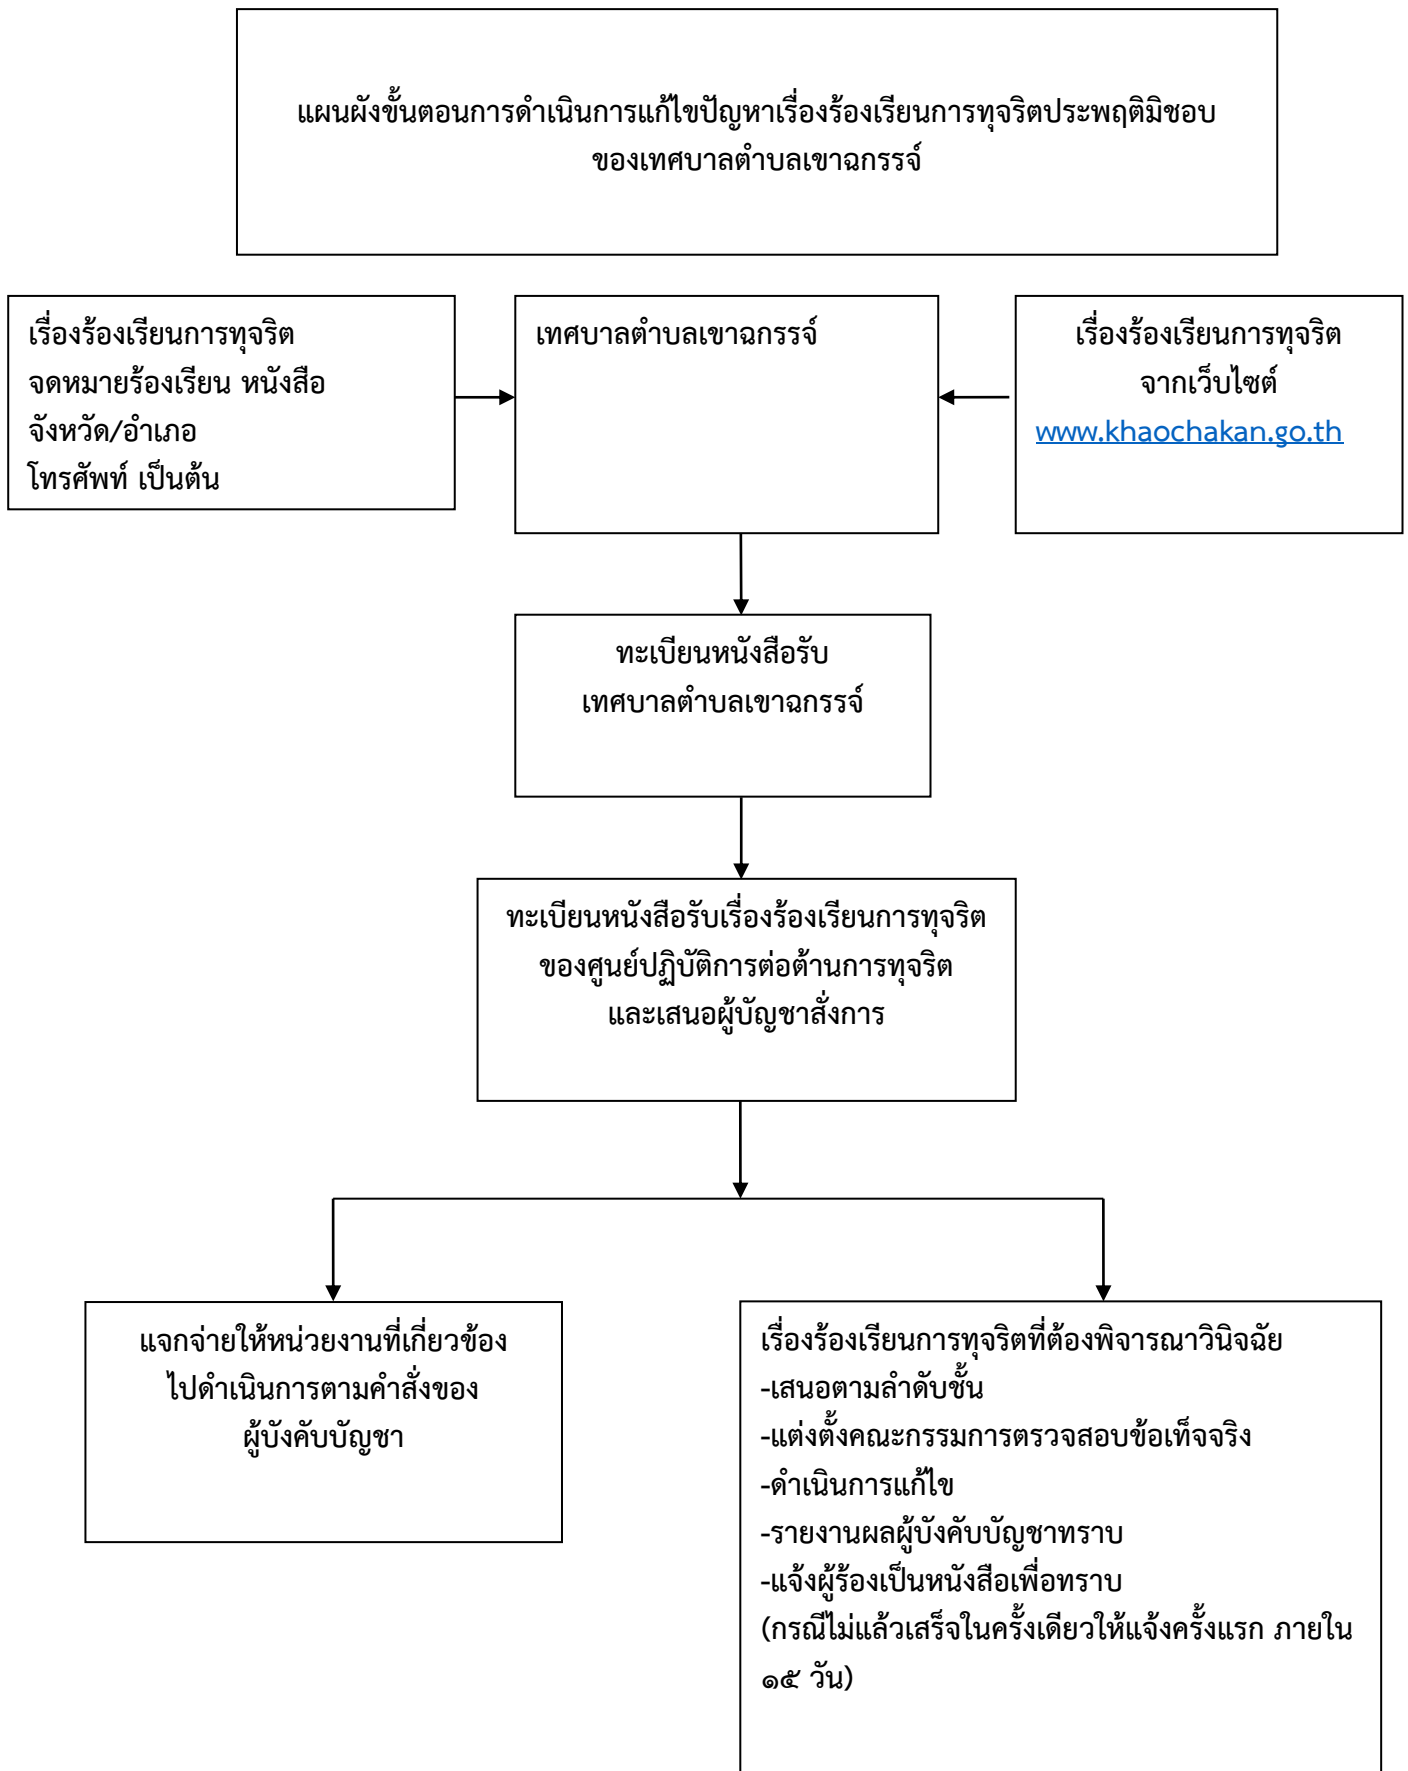 แผนผังขั้นตอนการดำเนินการแก้ไขปัญหาเรื่องร้องเรียนการทุจริตประพฤติมิชอบ
ของเทศบาลตำบลเขาฉกรรจ์
เรื่องร้องเรียนการทุจริต
จดหมายร้องเรียน หนังสือ
จังหวัด/อำเภอ
โทรศัพท์ เป็นต้น
เทศบาลตำบลเขาฉกรรจ์
เรื่องร้องเรียนการทุจริต
จากเว็บไซต์
www.khaochakan.go.th
ทะเบียนหนังสือรับ
เทศบาลตำบลเขาฉกรรจ์
ทะเบียนหนังสือรับเรื่องร้องเรียนการทุจริต
ของศูนย์ปฏิบัติการต่อต้านการทุจริต
และเสนอผู้บัญชาสั่งการ
แจกจ่ายให้หน่วยงานที่เกี่ยวข้อง
ไปดำเนินการตามคำสั่งของ
ผู้บังคับบัญชา
เรื่องร้องเรียนการทุจริตที่ต้องพิจารณาวินิจฉัย
-เสนอตามลำดับชั้น
-แต่งตั้งคณะกรรมการตรวจสอบข้อเท็จจริง
-ดำเนินการแก้ไข
-รายงานผลผู้บังคับบัญชาทราบ
-แจ้งผู้ร้องเป็นหนังสือเพื่อทราบ
(กรณีไม่แล้วเสร็จในครั้งเดียวให้แจ้งครั้งแรก ภายใน
๑๕ วัน)